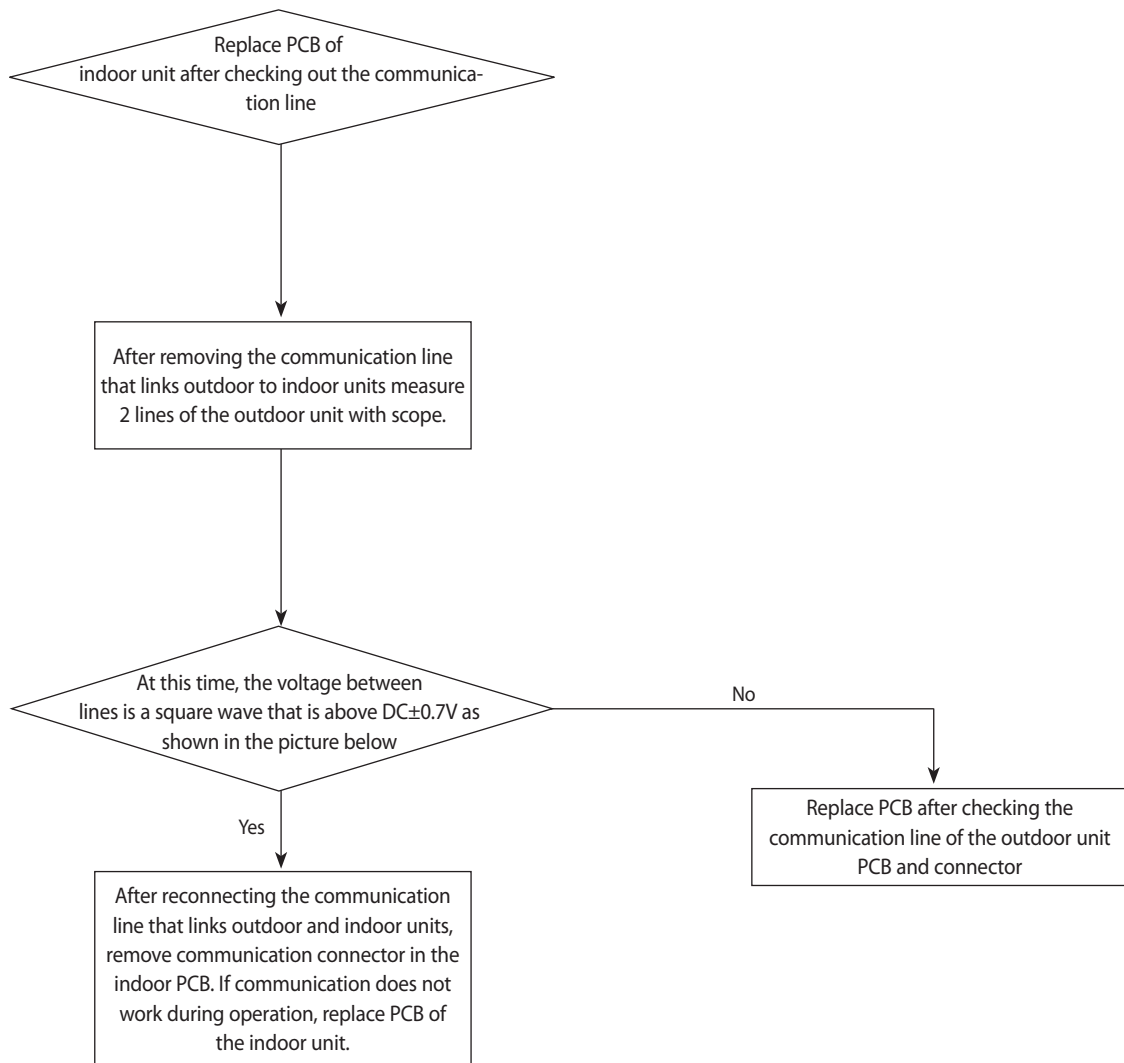 Replace PCB of
indoor unit after checking out the communica-
tion line
After removing the communication line
that links outdoor to indoor units measure
2 lines of the outdoor unit with scope.
At this time, the voltage between
lines is a square wave that is above DC±0.7V as
shown in the picture below
No
Yes
Replace PCB after checking the
communication line of the outdoor unit
PCB and connector
After reconnecting the communication
line that links outdoor and indoor units,
remove communication connector in the
indoor PCB. If communication does not
work during operation, replace PCB of
the indoor unit.